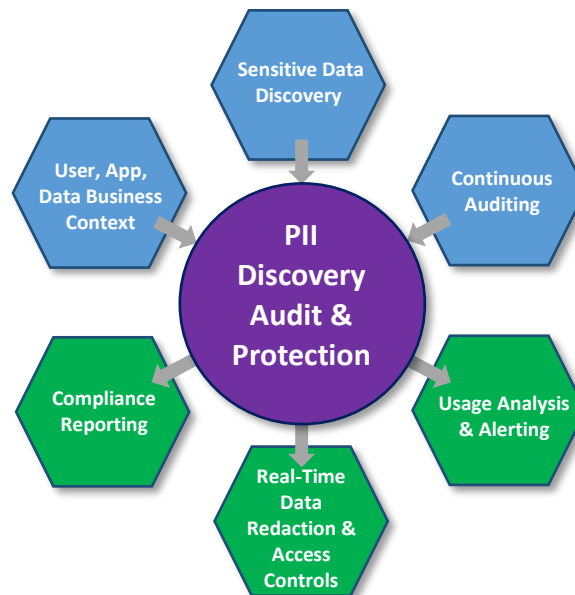 Sensitive Data
Discovery
User, App,
Data Business
Context
Continuous
Auditing
PII
Discovery
Audit &
Protection
Compliance
Reporting
Usage Analysis
& Alerting
Real-Time
Data
Redaction &
Access
Controls